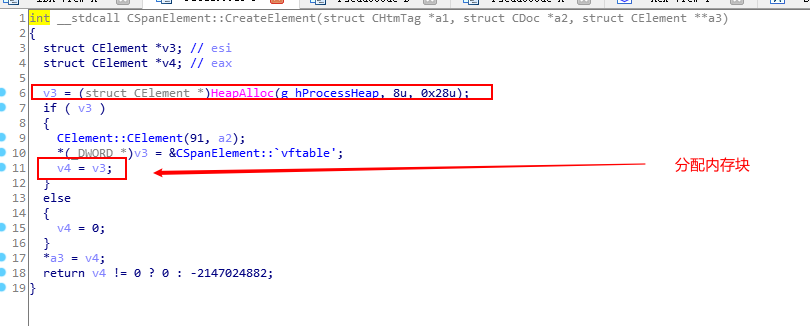 1 int __stdcall CSpanElement::CreateElement(struct CHtmTag *a1, struct CDoc *a2, struct CElement **a3)
2 {
3 struct CElement *v3; // esi
4 struct CElement *v4; // eax
5
6 v3 = (struct CElement *)HeapAlloc(g_hProcessHeap, 8u, 0x28u);
7 if ( v3 )
8 {
9 CElement::CElement(91, a2);
10 *(_DWORD *)v3 = &CSpanElement::`vftable';
11 v4 = v3;
12 }
13 else
14 {
15 v4 = 0;
16 }
17 *a3 = v4;
18 return v4 != 0 ? 0 : -2147024882;
19 }
分配内存块